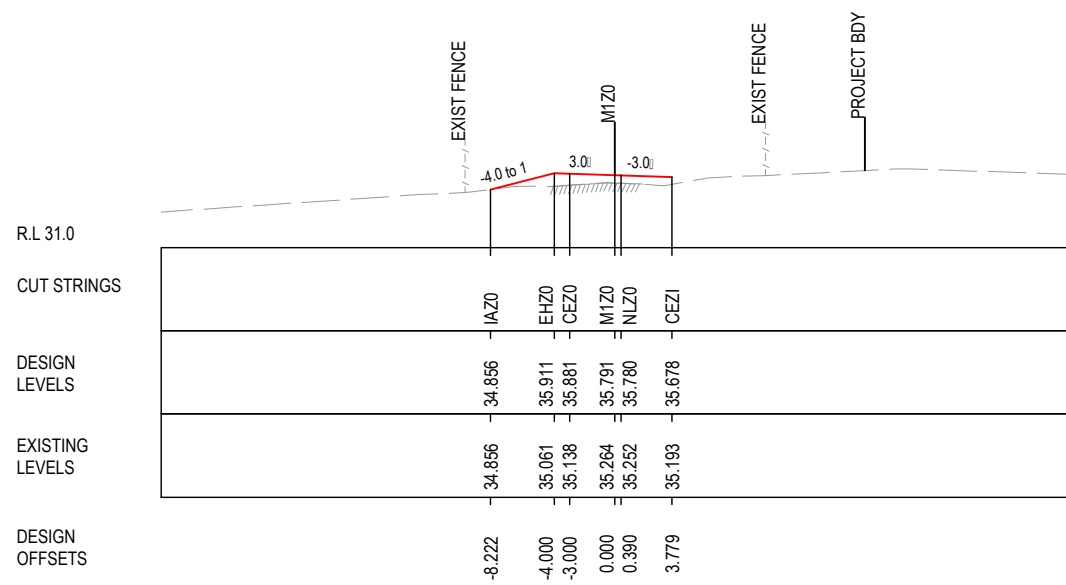 EXIST FENCE
M1Z0
EXIST FENCE
PROJECT BDY
-4.0 to 1
3.0▯
-3.0▯
R.L 31.0
CUT STRINGS
IAZ0
EHZ0
CEZ0
M1Z0
NLZ0
CEZI
DESIGN
LEVELS
34.856
35.911
35.881
35.791
35.780
35.678
EXISTING
LEVELS
34.856
35.061
35.138
35.264
35.252
35.193
DESIGN
OFFSETS
-8.222
-4.000
-3.000
0.000
0.390
3.779